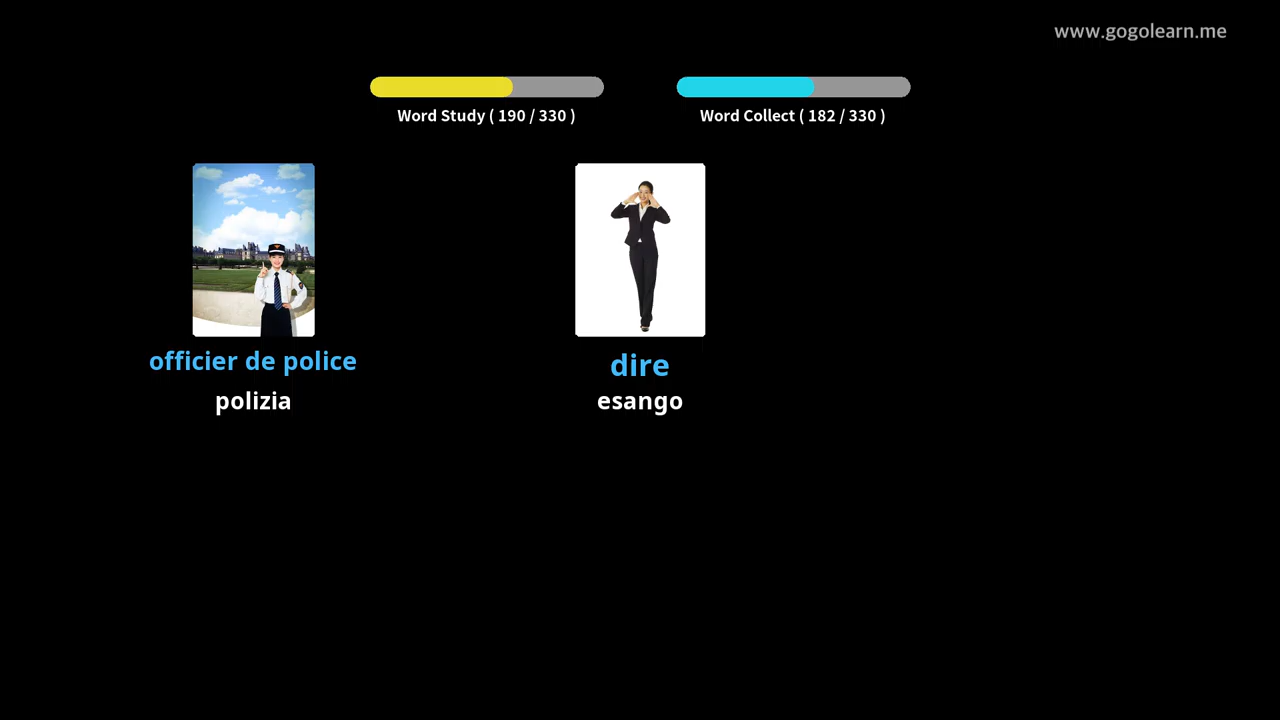 www.gogolearn.me
Word Study ( 190 / 330 )
Word Collect ( 182 / 330 )
officier de police
dire
polizia
esango